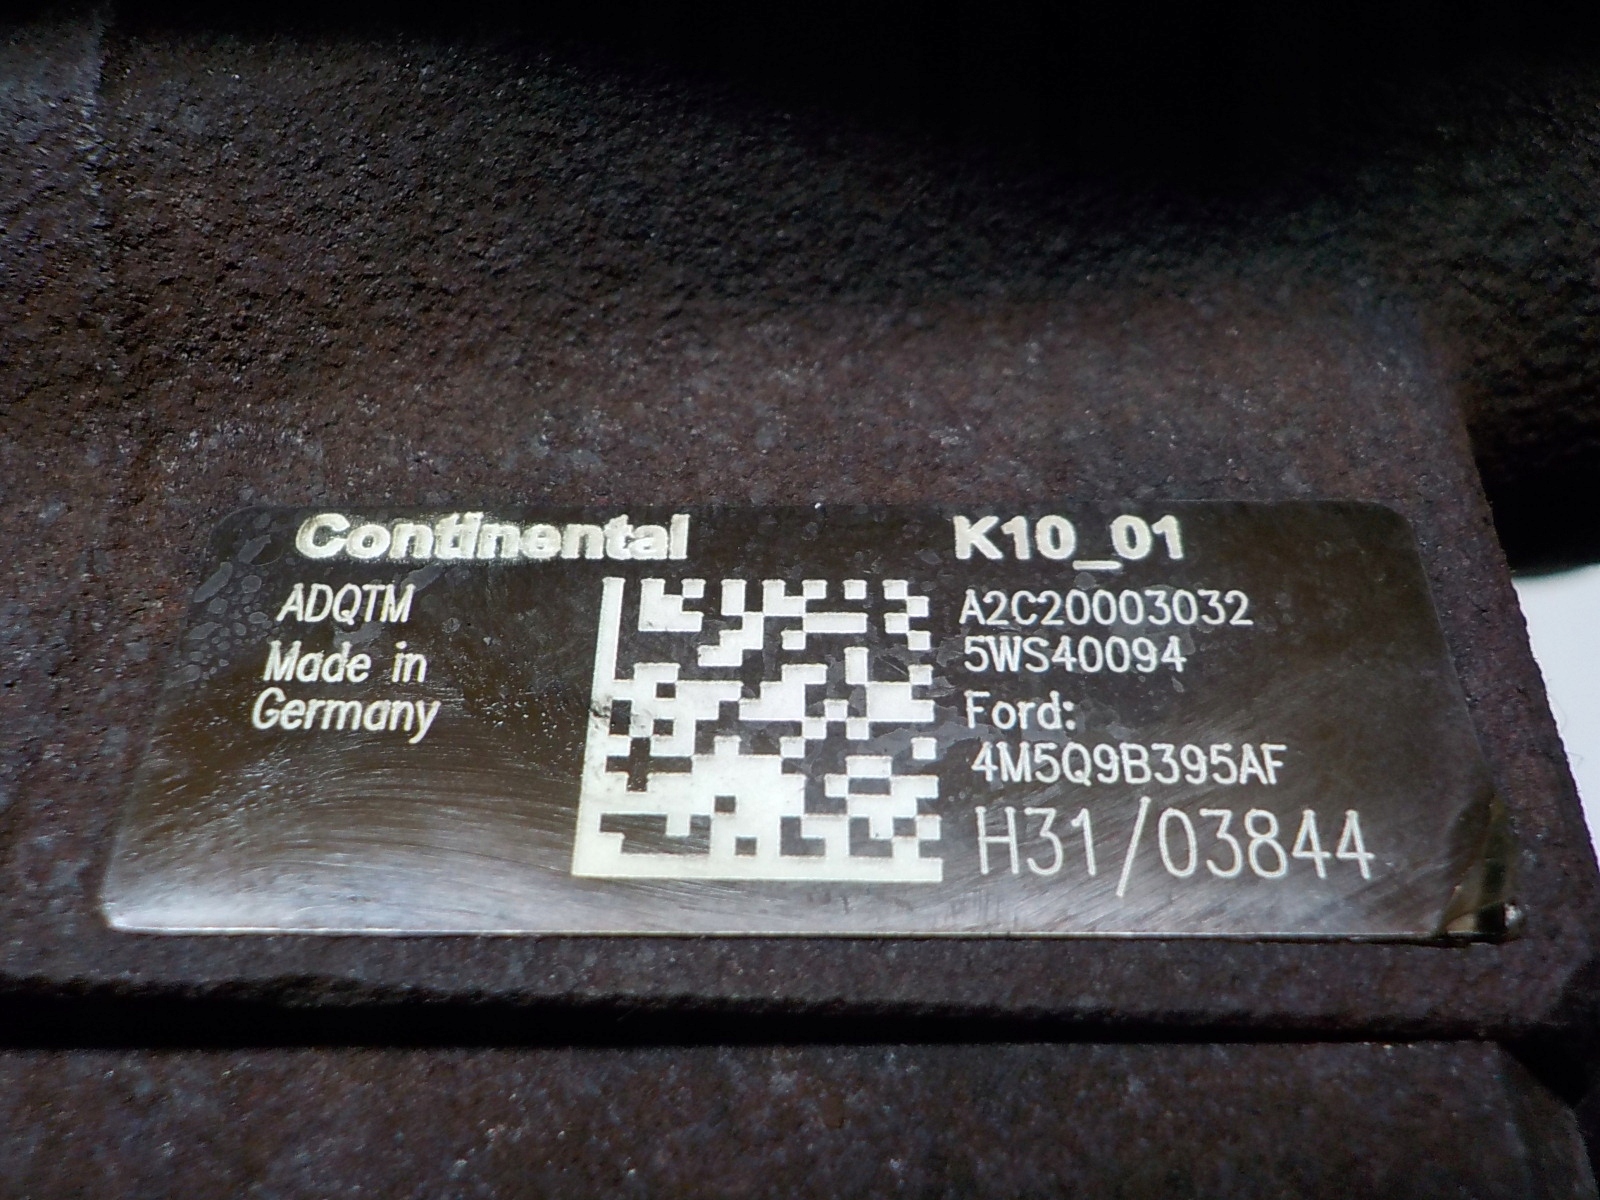 Continental
K10_01
ADQTM
Made in
Germany
A2C20003032
5WS40094
Ford:
4M5Q9B395AF
H31/03844